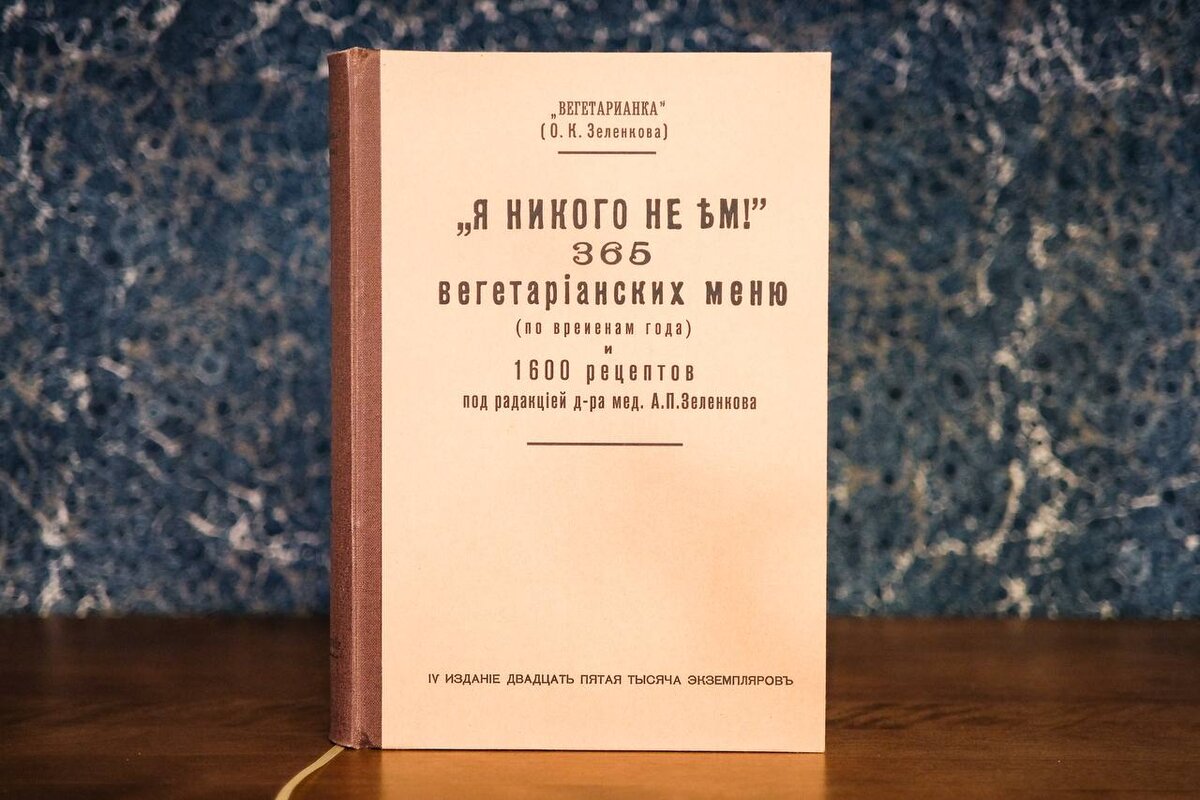 „ВЕГЕТАРИАНКА”
(О. К. Зеленкова)
„Я НИКОГО НЕ ѢМ!”
365
вегетаріанских меню
(по вреиенам года)
и
1600 рецептов
под радакціей д-ра мед. А.П.Зеленкова
IV ИЗДАНІЕ ДВАДЦАТЬ ПЯТАЯ ТЫСЯЧА ЭКЗЕМПЛЯРОВЪ